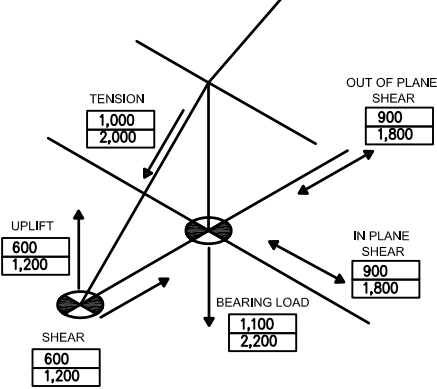 OUT OF PLANE
SHEAR
900
1,800
TENSION
1,000
2,000
UPLIFT
600
1,200
IN PLANE
SHEAR
900
1,800
BEARING LOAD
1,100
2,200
SHEAR
600
1,200